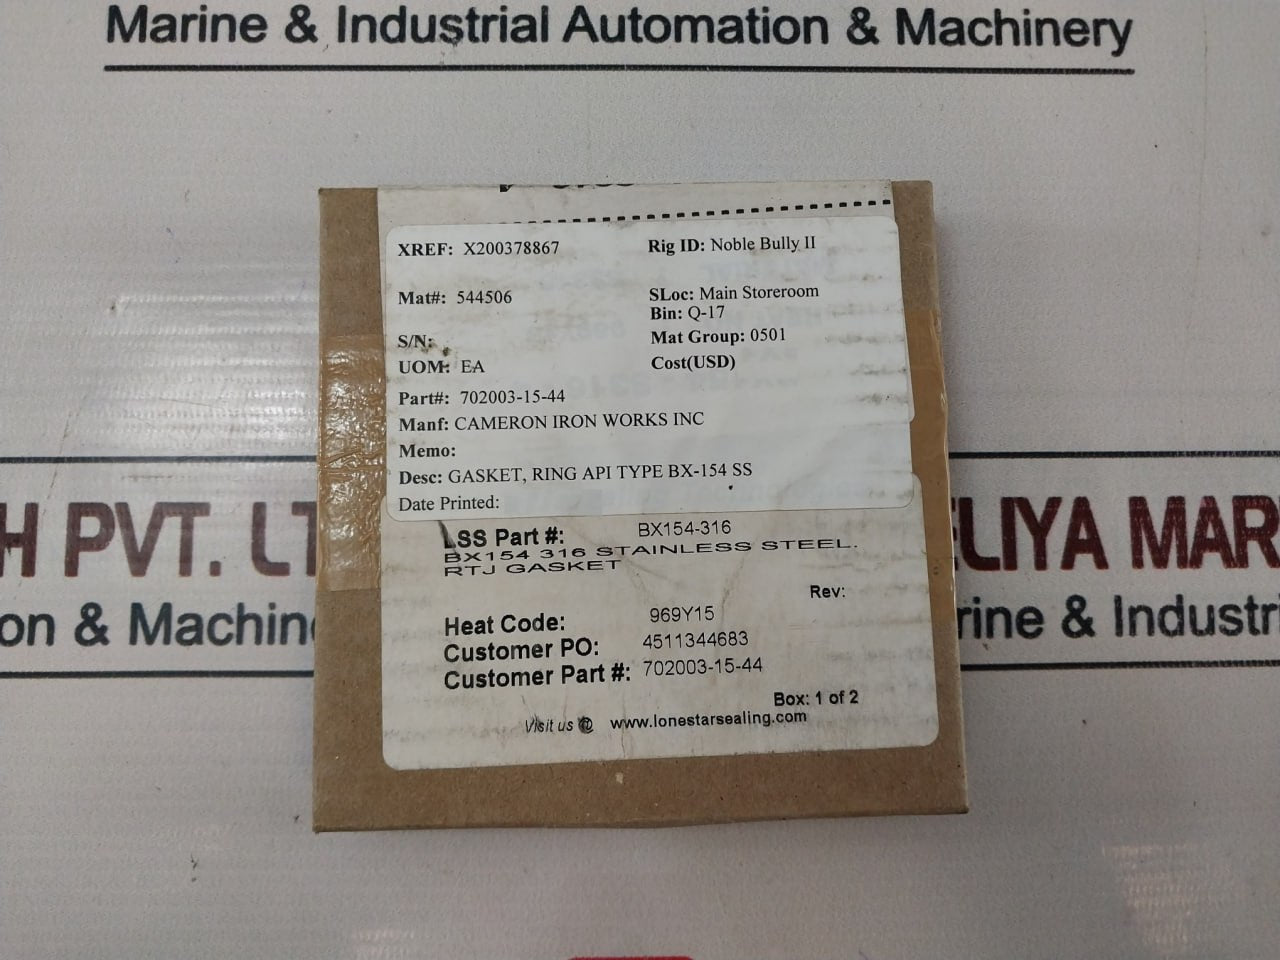 Marine & Industrial Automation & Machinery
XREF: X200378867
Rig ID: Noble Bully II
Mat#: 544506
SLoc: Main Storeroom
Bin: Q-17
S/N:
Mat Group: 0501
UOM: EA
Cost(USD)
Part#: 702003-15-44
Manf: CAMERON IRON WORKS INC
Memo:
Desc: GASKET, RING API TYPE BX-154 SS
Date Printed:
LSS Part #: BX154-316
BX154 316 STAINLESS STEEL.
RTJ GASKET
Rev:
Heat Code: 969Y15
Customer PO: 4511344683
Customer Part #: 702003-15-44
Box: 1 of 2
Visit us @ www.lonestarsealing.com
H PVT. LT
ELIYA MAR
on & Machin
rine & Industri